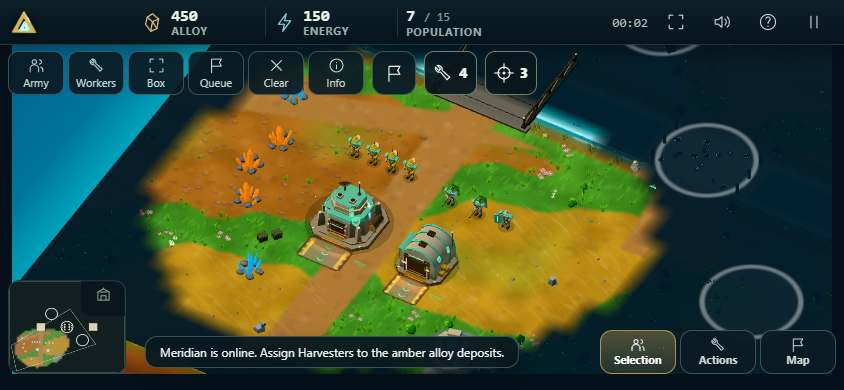 450
ALLOY
150
ENERGY
7 / 15
POPULATION
00:02
Army
Workers
Box
Queue
Clear
Info
4
3
Meridian is online. Assign Harvesters to the amber alloy deposits.
Selection
Actions
Map